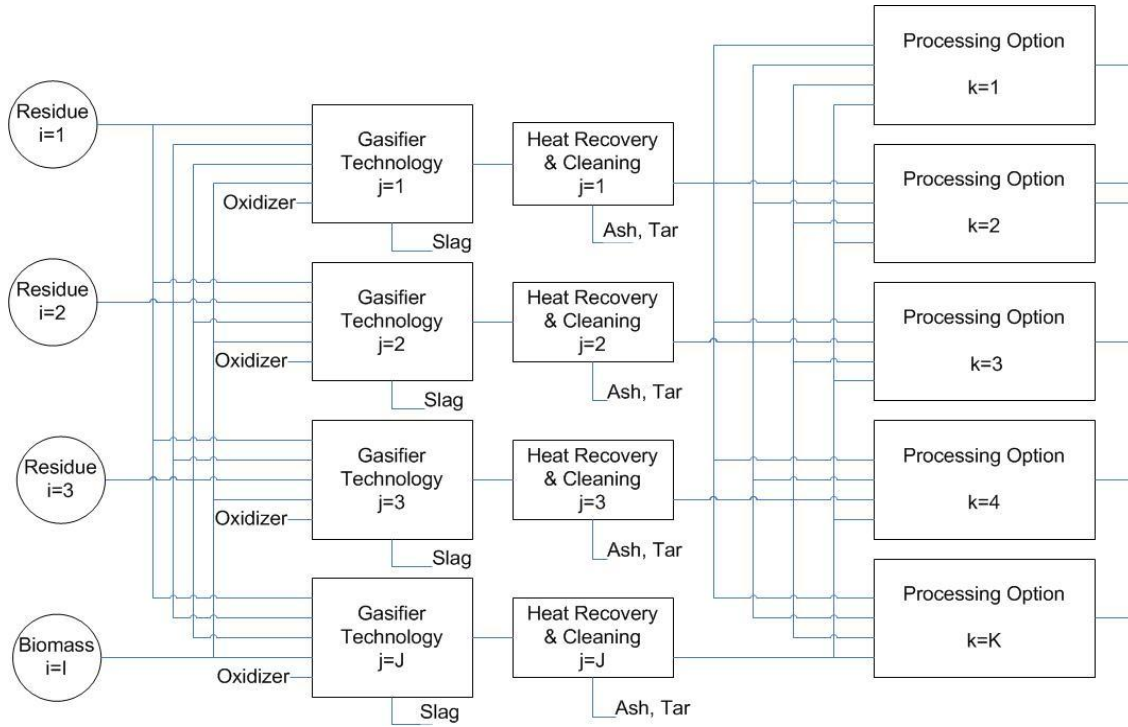 Residue
i=1
Gasifier
Technology
j=1
Oxidizer
Slag
Heat Recovery
& Cleaning
j=1
Ash, Tar
Processing Option
k=1
Residue
i=2
Gasifier
Technology
j=2
Oxidizer
Slag
Heat Recovery
& Cleaning
j=2
Ash, Tar
Processing Option
k=2
Residue
i=3
Gasifier
Technology
j=3
Oxidizer
Slag
Heat Recovery
& Cleaning
j=3
Ash, Tar
Processing Option
k=3
Processing Option
k=4
Biomass
i=I
Gasifier
Technology
j=J
Oxidizer
Slag
Heat Recovery
& Cleaning
j=J
Ash, Tar
Processing Option
k=K